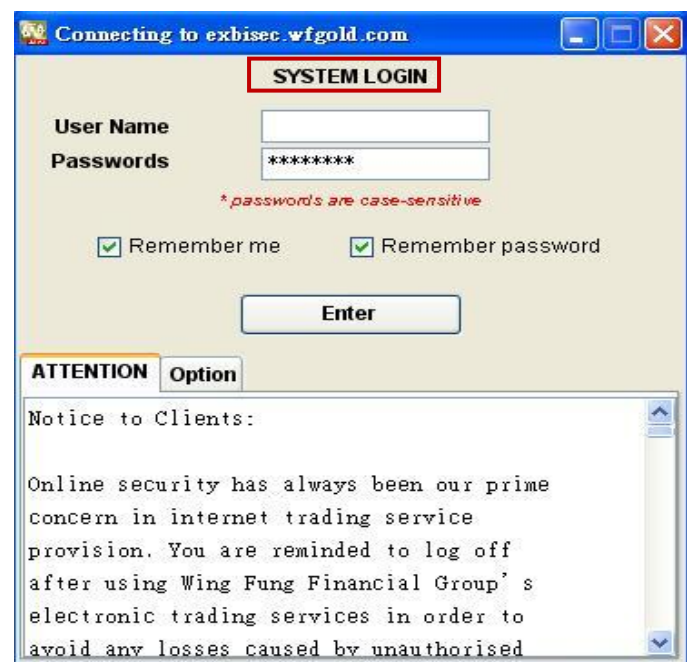 Connecting to exbisec.wfgold.com
SYSTEM LOGIN
User Name
Passwords ********
* passwords are case-sensitive
Remember me Remember password
Enter
ATTENTION Option
Notice to Clients:
Online security has always been our prime
concern in internet trading service
provision. You are reminded to log off
after using Wing Fung Financial Group's
electronic trading services in order to
avoid any losses caused by unauthorised